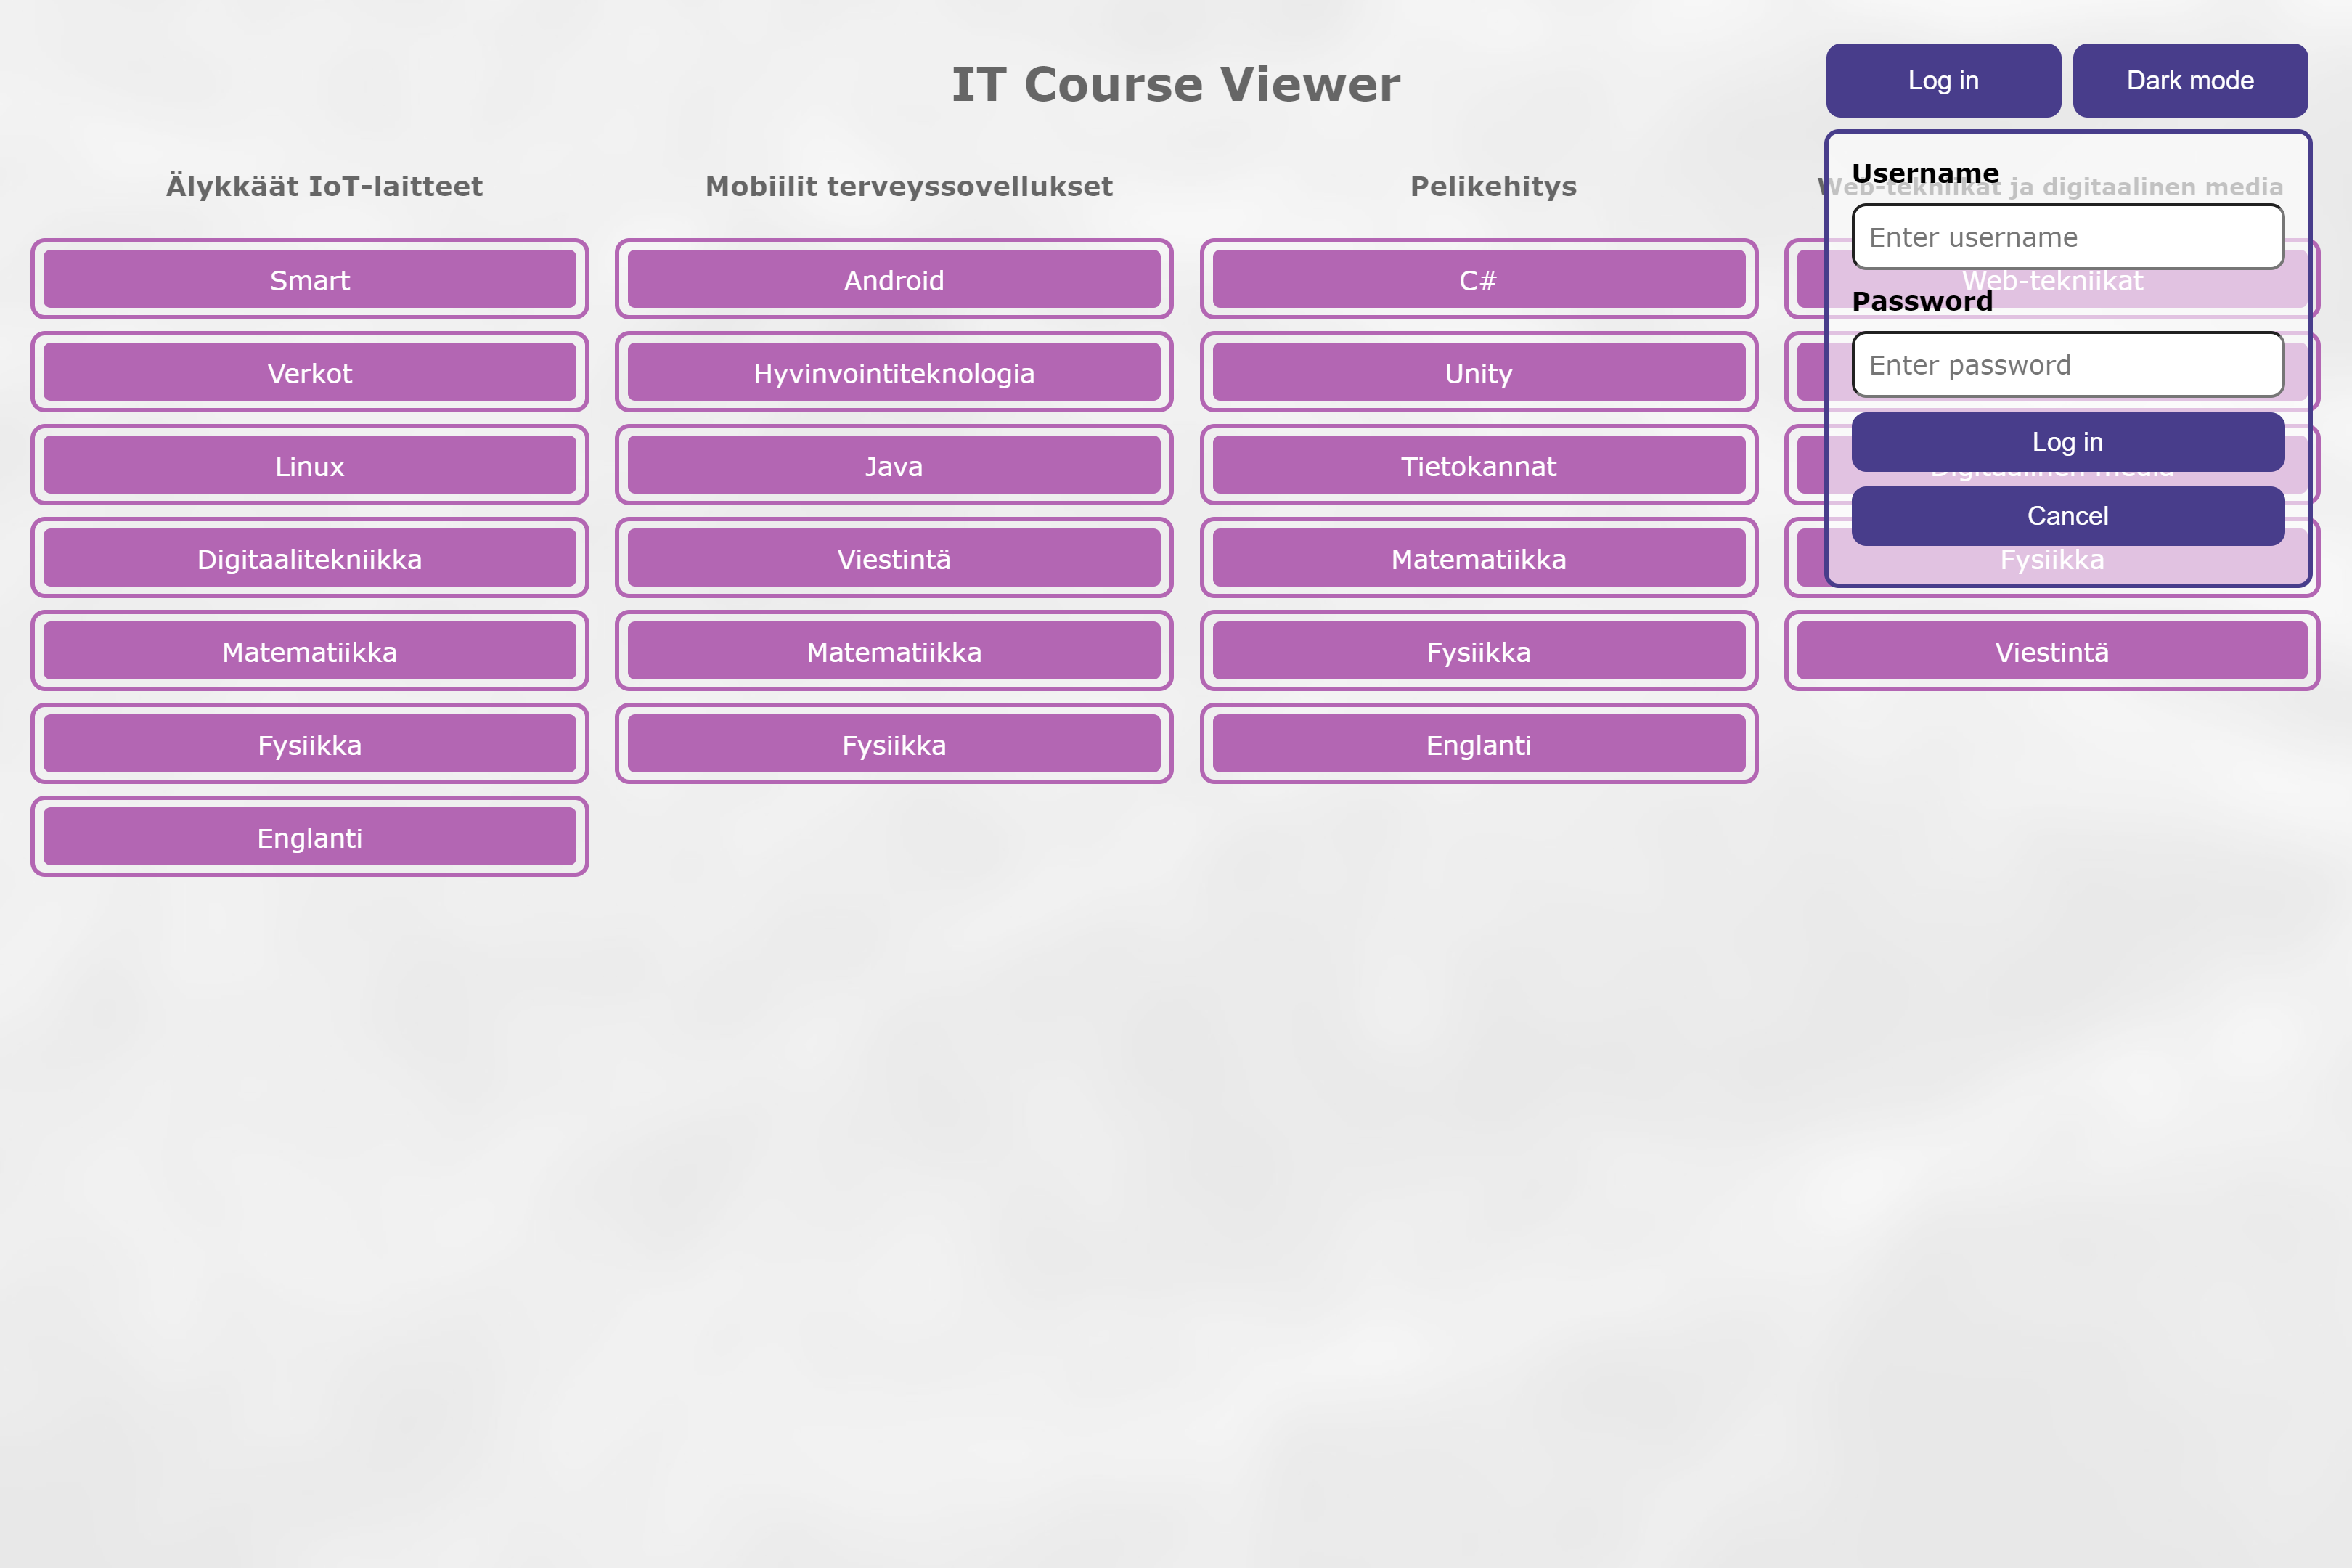 IT Course Viewer
Log in
Dark mode
Älykkäät IoT-laitteet
Smart
Verkot
Linux
Digitaalitekniikka
Matematiikka
Fysiikka
Englanti
Mobiilit terveyssovellukset
Android
Hyvinvointiteknologia
Java
Viestintä
Matematiikka
Fysiikka
Pelikehitys
C#
Unity
Tietokannat
Matematiikka
Fysiikka
Englanti
Web-tekniikat ja digitaalinen media
Web-tekniikat
Digitaalinen media
Fysiikka
Viestintä
Username
Enter username
Password
Enter password
Log in
Cancel